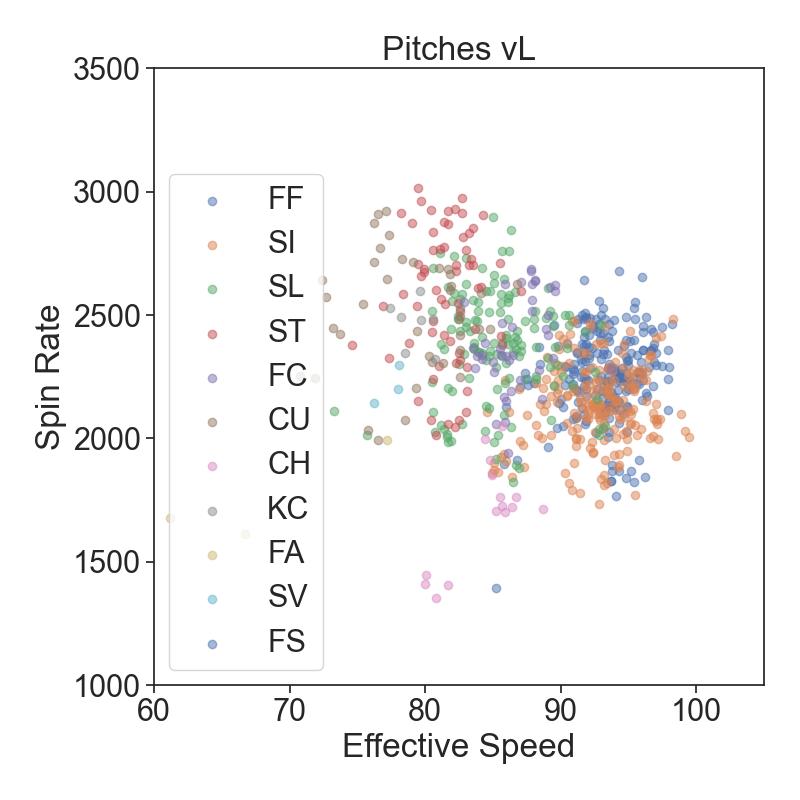 Pitches vL
3500
3000
2500
2000
1500
1000
Spin Rate
FF
SI
SL
ST
FC
CU
CH
KC
FA
SV
FS
60 70 80 90 100
Effective Speed